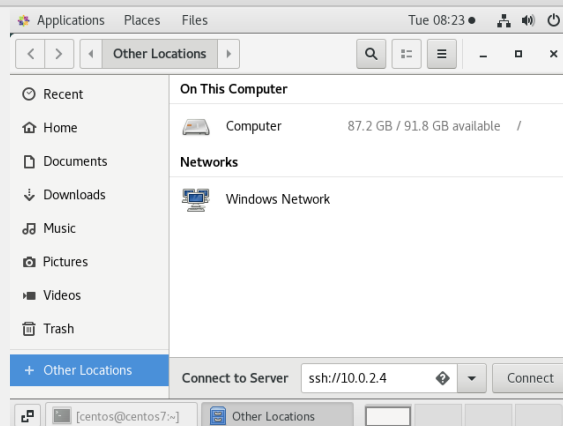 Applications Places Files Tue 08:23
Other Locations
Recent
Home
Documents
Downloads
Music
Pictures
Videos
Trash
Other Locations
On This Computer
Computer 87.2 GB / 91.8 GB available /
Networks
Windows Network
Connect to Server ssh://10.0.2.4 Connect
[centos@centos7:~] Other Locations